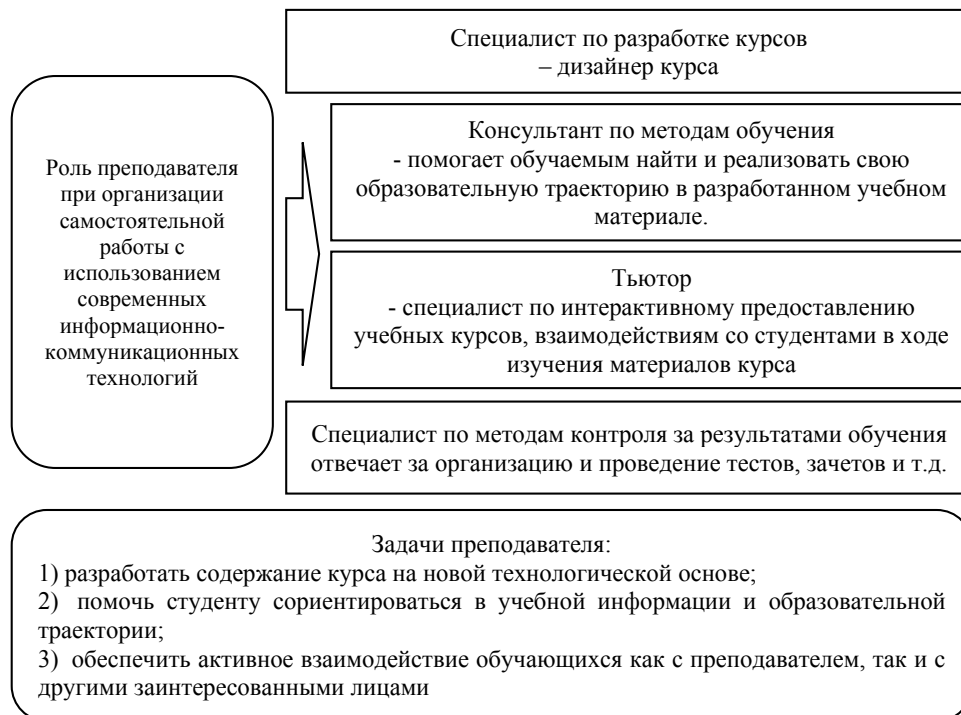 Специалист по разработке курсов
– дизайнер курса
Роль преподавателя
при организации
самостоятельной
работы с
использованием
современных
информационно-
коммуникационных
технологий
Консультант по методам обучения
- помогает обучаемым найти и реализовать свою
образовательную траекторию в разработанном учебном
материале.
Тьютор
- специалист по интерактивному предоставлению
учебных курсов, взаимодействиям со студентами в ходе
изучения материалов курса
Специалист по методам контроля за результатами обучения
отвечает за организацию и проведение тестов, зачетов и т.д.
Задачи преподавателя:
1) разработать содержание курса на новой технологической основе;
2) помочь студенту сориентироваться в учебной информации и образовательной
траектории;
3) обеспечить активное взаимодействие обучающихся как с преподавателем, так и с
другими заинтересованными лицами